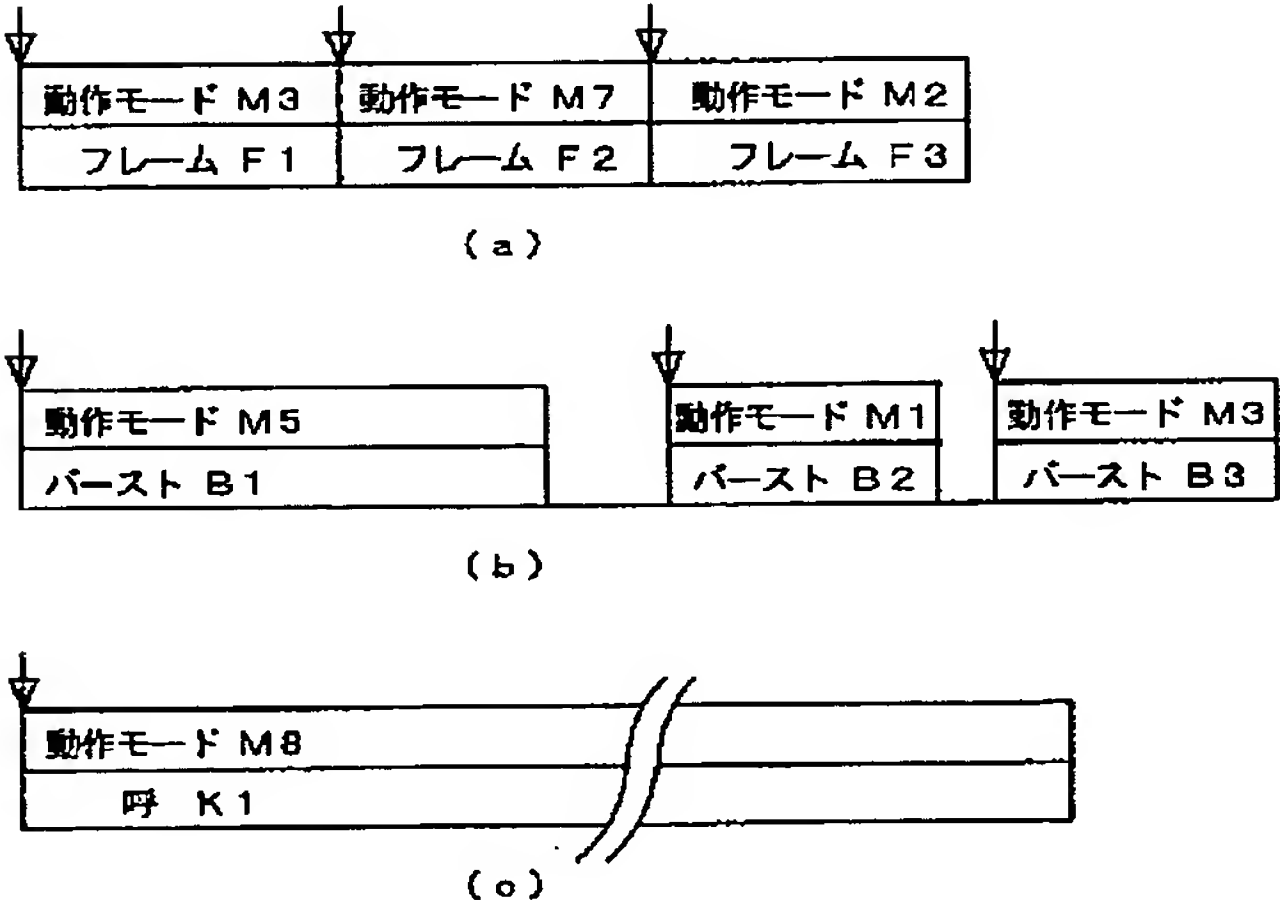 動作モード M3 動作モード M7 動作モード M2
フレーム F1 フレーム F2 フレーム F3
(a)
動作モード M5 動作モード M1 動作モード M3
バースト B1 バースト B2 バースト B3
(b)
動作モード M8
呼 K1
(c)